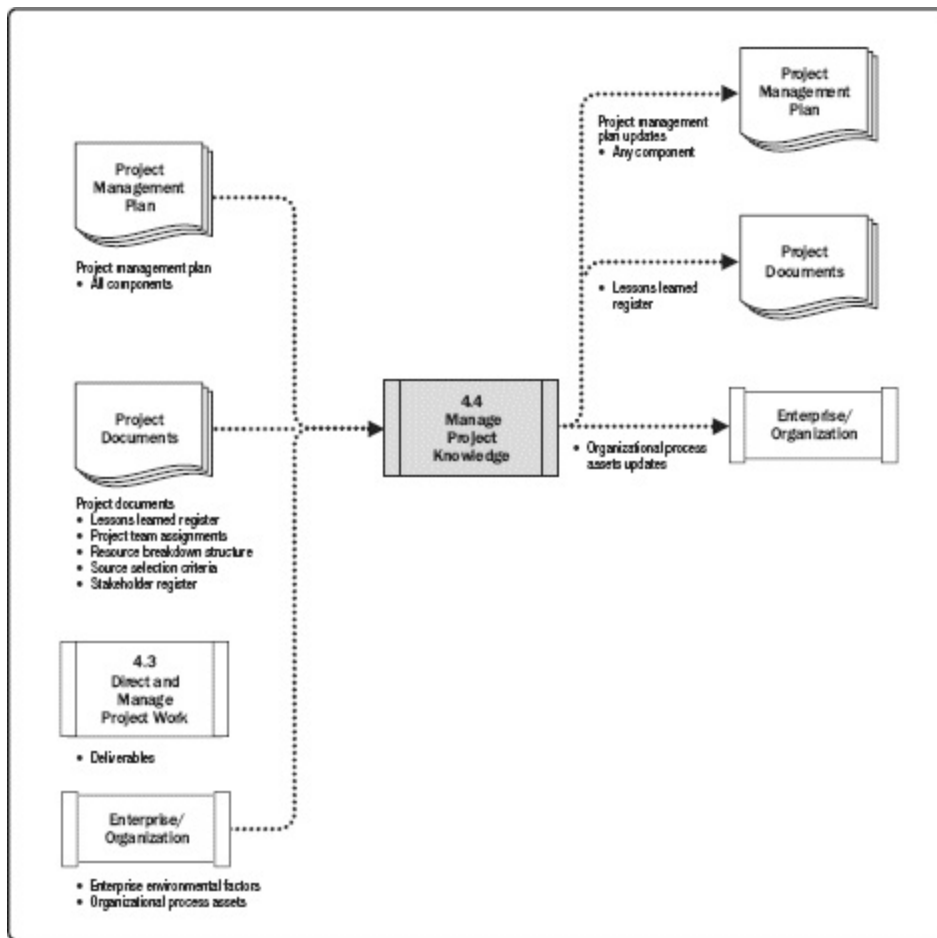 Project
Management
Plan
Project management plan
• All components
Project
Documents
Project documents
• Lessons learned register
• Project team assignments
• Resource breakdown structure
• Source selection criteria
• Stakeholder register
4.3
Direct and
Manage
Project Work
• Deliverables
Enterprise/
Organization
• Enterprise environmental factors
• Organizational process assets
4.4
Manage
Project
Knowledge
Project management
plan updates
• Any component
Project
Management
Plan
• Lessons learned
register
Project
Documents
• Organizational process
assets updates
Enterprise/
Organization